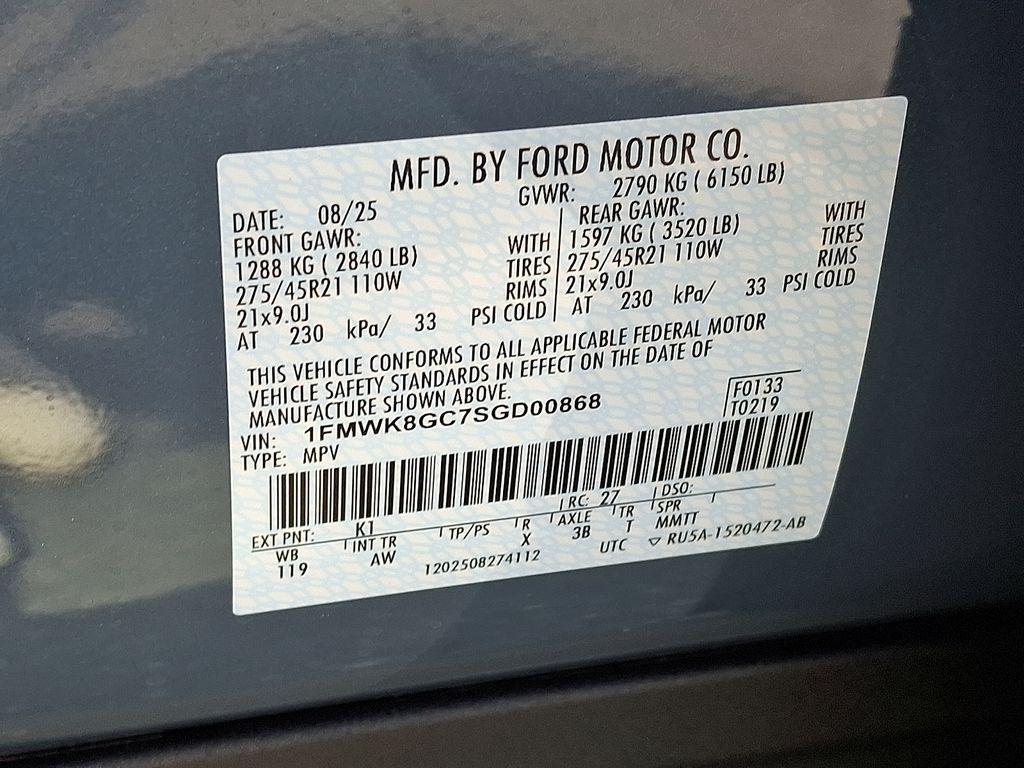 MFD. BY FORD MOTOR CO.
DATE: 08/25 GVWR: 2790 KG ( 6150 LB)
FRONT GAWR: REAR GAWR:
1288 KG ( 2840 LB) WITH 1597 KG ( 3520 LB) WITH
275/45R21 110W TIRES 275/45R21 110W TIRES
21x9.0J RIMS 21x9.0J RIMS
AT 230 kPa/ 33 PSI COLD AT 230 kPa/ 33 PSI COLD
THIS VEHICLE CONFORMS TO ALL APPLICABLE FEDERAL MOTOR
VEHICLE SAFETY STANDARDS IN EFFECT ON THE DATE OF
MANUFACTURE SHOWN ABOVE.
VIN: 1FMWK8GC7SGD00868 F0133
TYPE: MPV T0219
EXT PNT: K1 RC: 27 DSO:
WB INT TR TP/PS R AXLE TR SPR
119 AW X 3B T MMTT
1202508274112 UTC ▽ RU5A-1520472-AB